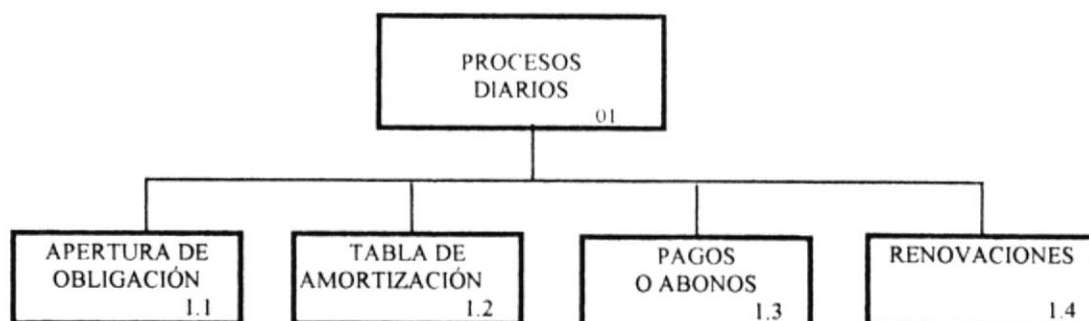 PROCESOS
DIARIOS
01
APERTURA DE
OBLIGACIÓN
1.1
TABLA DE
AMORTIZACIÓN
1.2
PAGOS
O ABONOS
1.3
RENOVACIONES
1.4